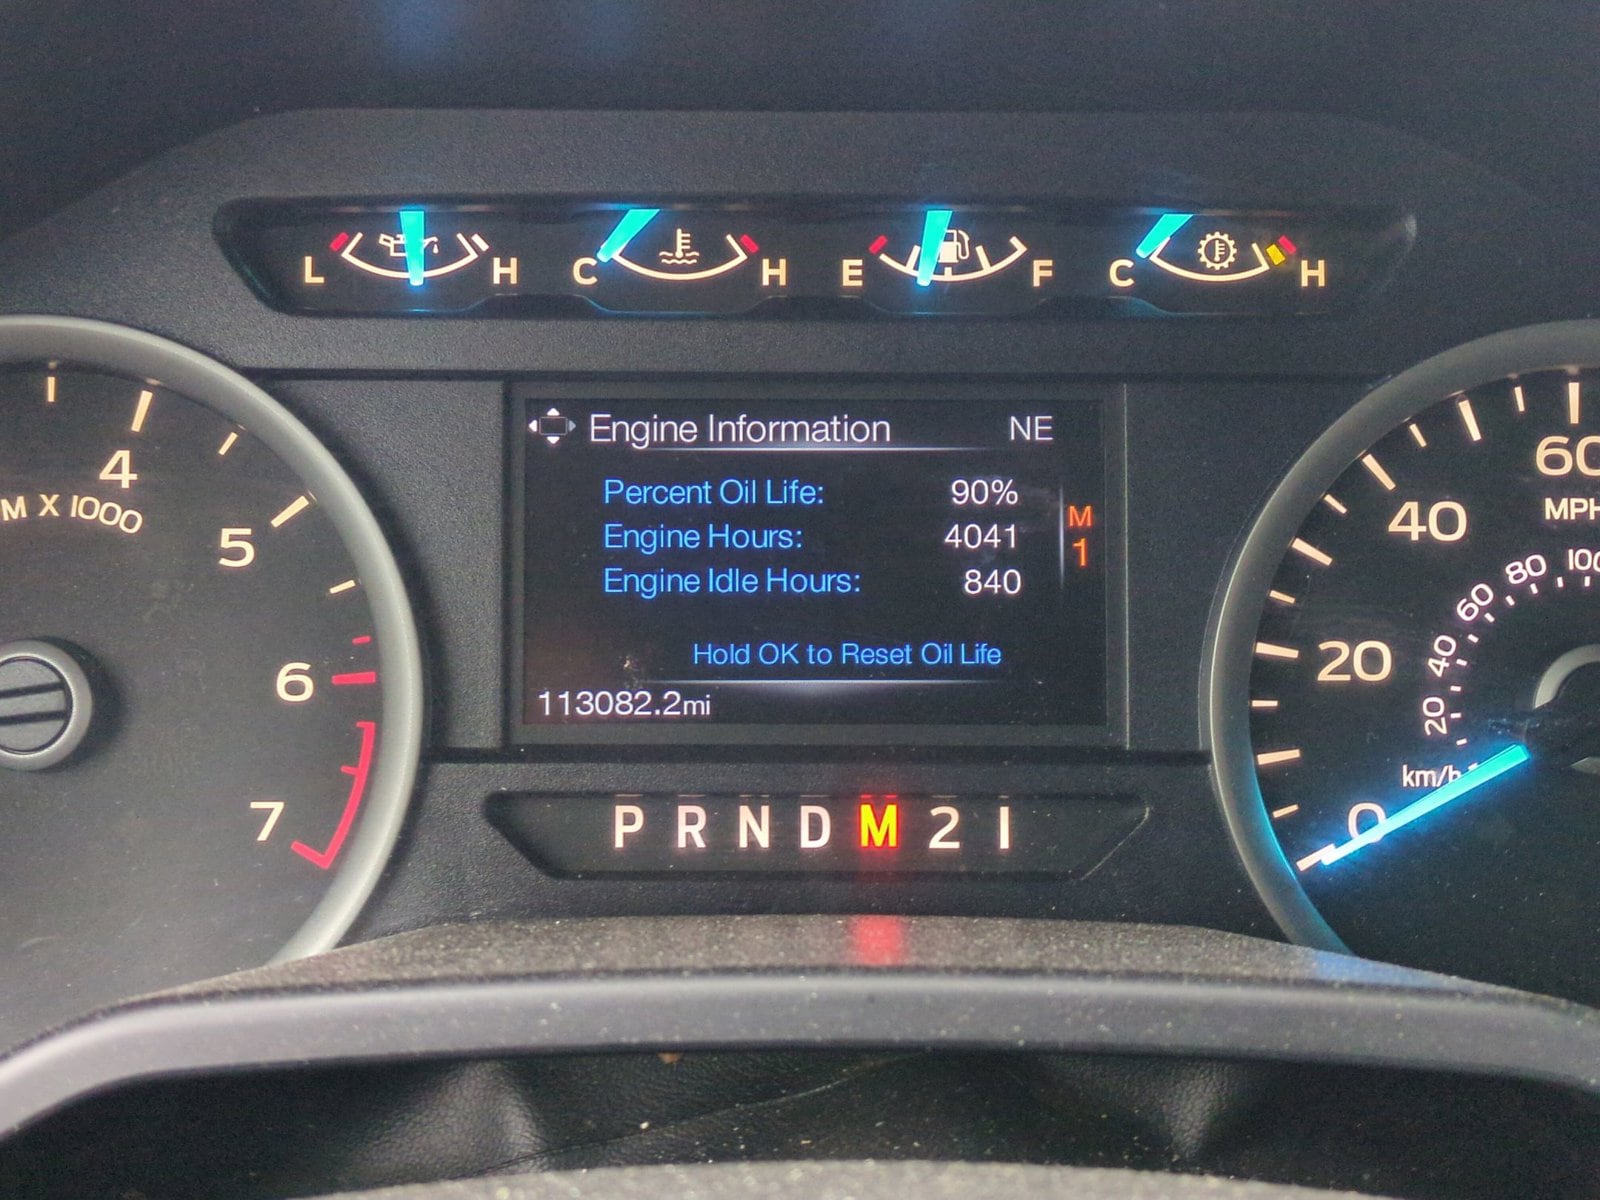 L H C H E F C H
4
M X 1000
5
6
7
Engine Information NE
Percent Oil Life: 90%
Engine Hours: 4041
Engine Idle Hours: 840
M
1
Hold OK to Reset Oil Life
113082.2mi
P R N D M 2 1
60
MPH
40
20
0
100
80
60
40
20
km/h